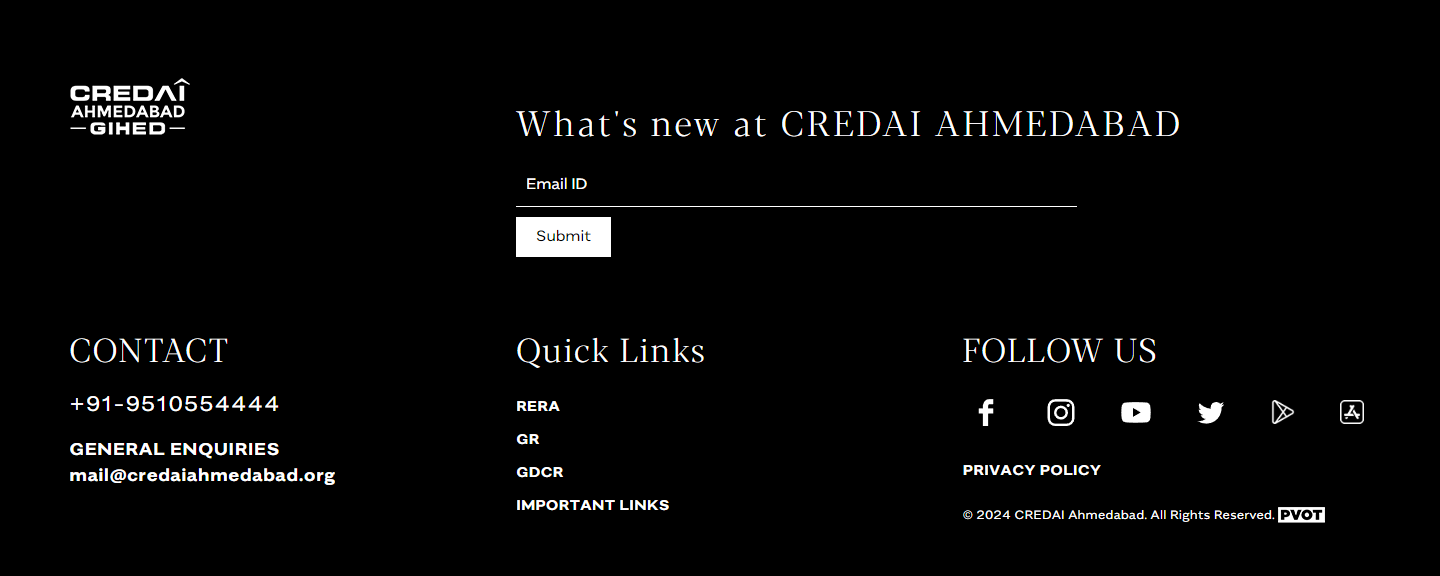 CREDAI
AHMEDABAD
GIHED
What's new at CREDAI AHMEDABAD
Email ID
Submit
CONTACT
+91-9510554444
GENERAL ENQUIRIES
mail@credaiahmedabad.org
Quick Links
RERA
GR
GDCR
IMPORTANT LINKS
FOLLOW US
PRIVACY POLICY
© 2024 CREDAI Ahmedabad. All Rights Reserved. PVOT